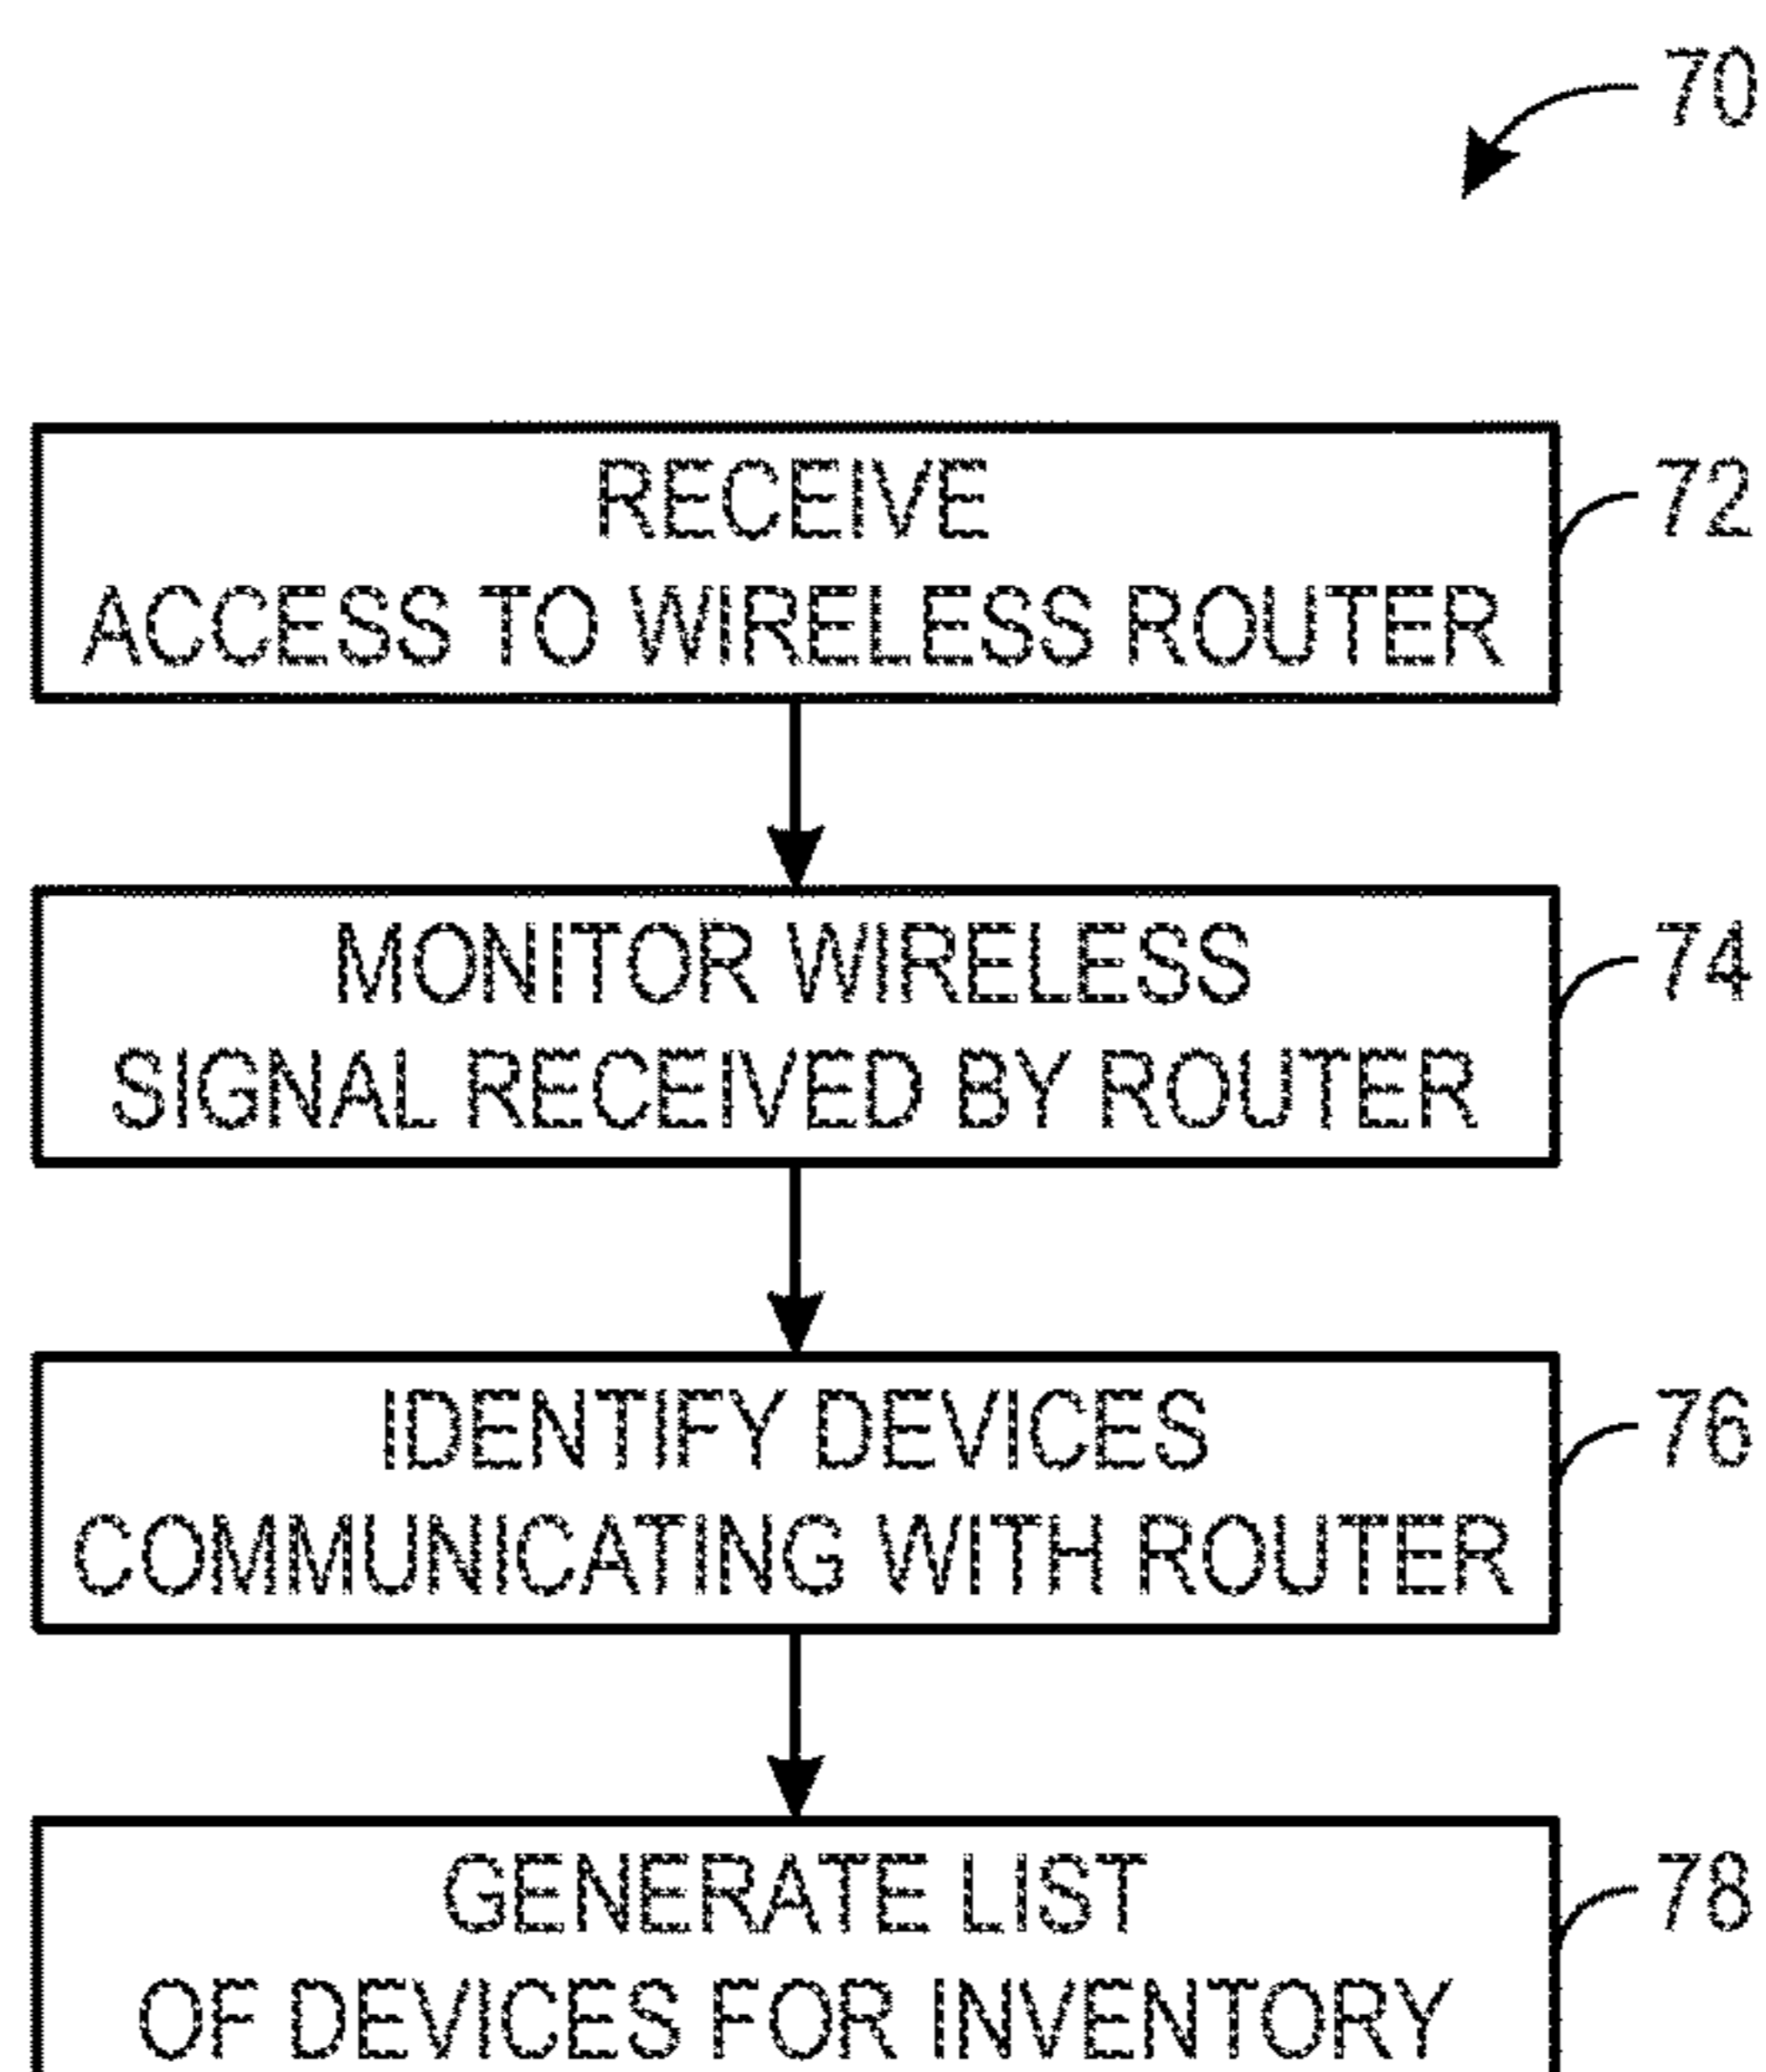 70
RECEIVE
ACCESS TO WIRELESS ROUTER
72
MONITOR WIRELESS
SIGNAL RECEIVED BY ROUTER
74
IDENTIFY DEVICES
COMMUNICATING WITH ROUTER
76
GENERATE LIST
OF DEVICES FOR INVENTORY
78